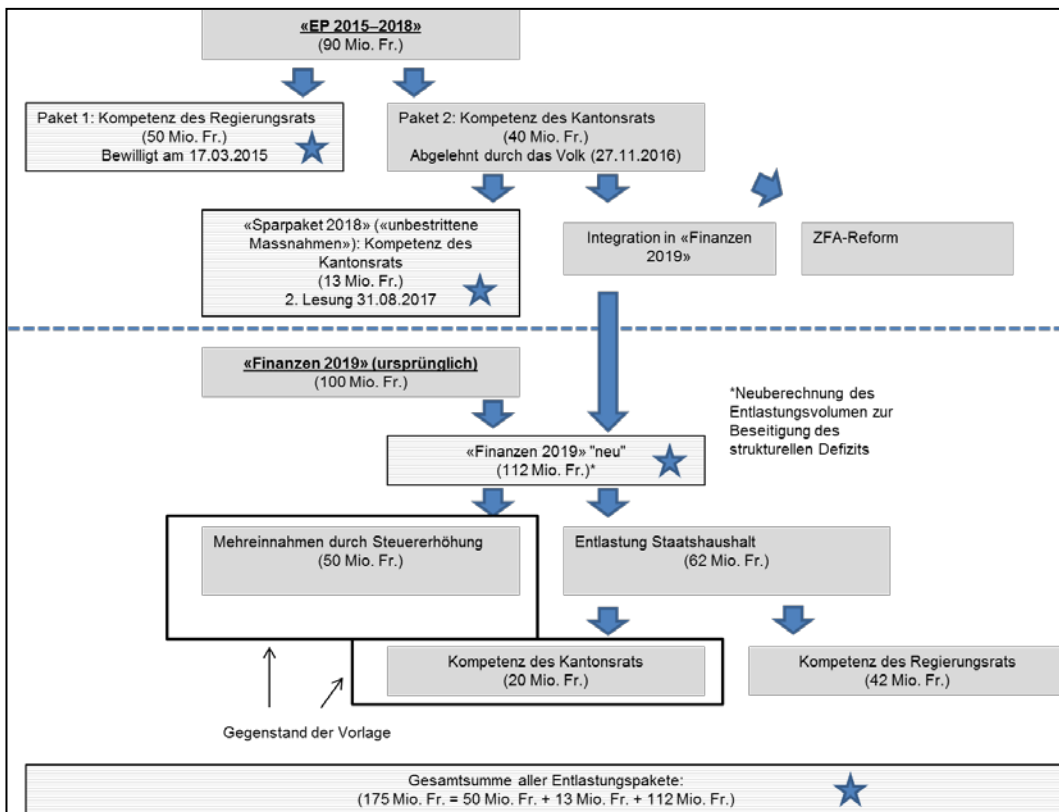 «EP 2015–2018»
(90 Mio. Fr.)
Paket 1: Kompetenz des Regierungsrats
(50 Mio. Fr.)
Bewilligt am 17.03.2015
Paket 2: Kompetenz des Kantonsrats
(40 Mio. Fr.)
Abgelehnt durch das Volk (27.11.2016)
«Sparpaket 2018» («unbestrittene
Massnahmen»): Kompetenz des
Kantonsrats
(13 Mio. Fr.)
2. Lesung 31.08.2017
Integration in «Finanzen
2019»
ZFA-Reform
«Finanzen 2019» (ursprünglich)
(100 Mio. Fr.)
*Neuberechnung des
Entlastungsvolumen zur
Beseitigung des
strukturellen Defizits
«Finanzen 2019» "neu"
(112 Mio. Fr.)*
Mehreinnahmen durch Steuererhöhung
(50 Mio. Fr.)
Entlastung Staatshaushalt
(62 Mio. Fr.)
Kompetenz des Kantonsrats
(20 Mio. Fr.)
Kompetenz des Regierungsrats
(42 Mio. Fr.)
Gegenstand der Vorlage
Gesamtsumme aller Entlastungspakete:
(175 Mio. Fr. = 50 Mio. Fr. + 13 Mio. Fr. + 112 Mio. Fr.)